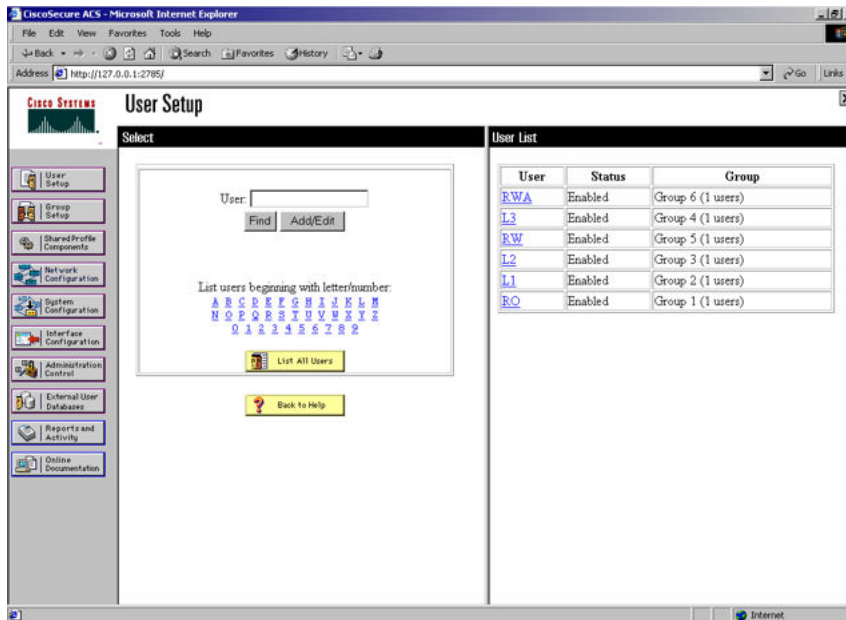 CiscoSecure ACS - Microsoft Internet Explorer
File Edit View Favorites Tools Help
Back Search Favorites History
Address http://127.0.0.1:2785/ Go Links
CISCO SYSTEMS
User Setup
Select
User Setup
Group Setup
Shared Profile Components
Network Configuration
System Configuration
Interface Configuration
Administration Control
External User Databases
Reports and Activity
Online Documentation
User:
Find Add/Edit
List users beginning with letter/number:
A B C D E F G H I J K L M
N O P Q R S T U V W X Y Z
0 1 2 3 4 5 6 7 8 9
List All Users
Back to Help
User List
User Status Group
RWA Enabled Group 6 (1 users)
L3 Enabled Group 4 (1 users)
RW Enabled Group 5 (1 users)
L2 Enabled Group 3 (1 users)
L1 Enabled Group 2 (1 users)
RO Enabled Group 1 (1 users)
Internet